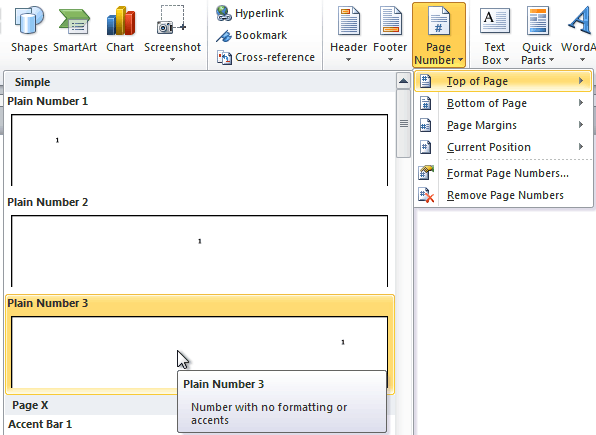 Shapes SmartArt Chart Screenshot
Hyperlink
Bookmark
Cross-reference
Header Footer Page Number
Text Box Quick Parts WordA
Top of Page
Bottom of Page
Page Margins
Current Position
Format Page Numbers...
Remove Page Numbers
Simple
Plain Number 1
1
Plain Number 2
1
Plain Number 3
1
Plain Number 3
Number with no formatting or
accents
Page X
Accent Bar 1